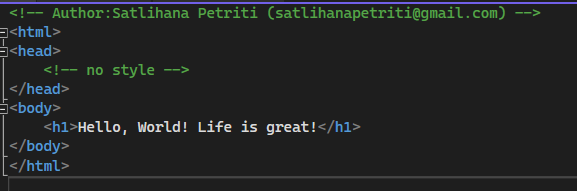 <!-- Author:Satlihana Petriti (satlihanapetriti@gmail.com) -->
<html>
<head>
<!-- no style -->
</head>
<body>
<h1>Hello, World! Life is great!</h1>
</body>
</html>